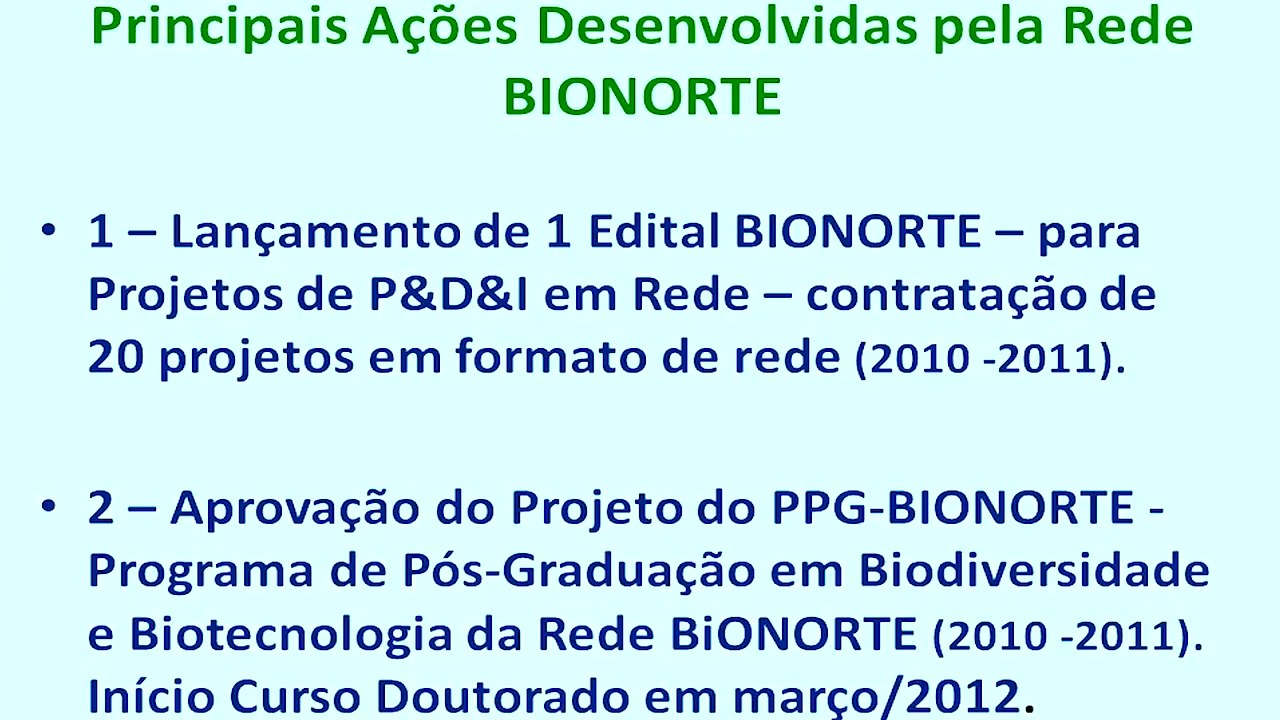 Principais Ações Desenvolvidas pela Rede
BIONORTE
• 1 – Lançamento de 1 Edital BIONORTE – para
Projetos de P&D&I em Rede – contratação de
20 projetos em formato de rede (2010 -2011).
• 2 – Aprovação do Projeto do PPG-BIONORTE -
Programa de Pós-Graduação em Biodiversidade
e Biotecnologia da Rede BiONORTE (2010 -2011).
Início Curso Doutorado em março/2012.